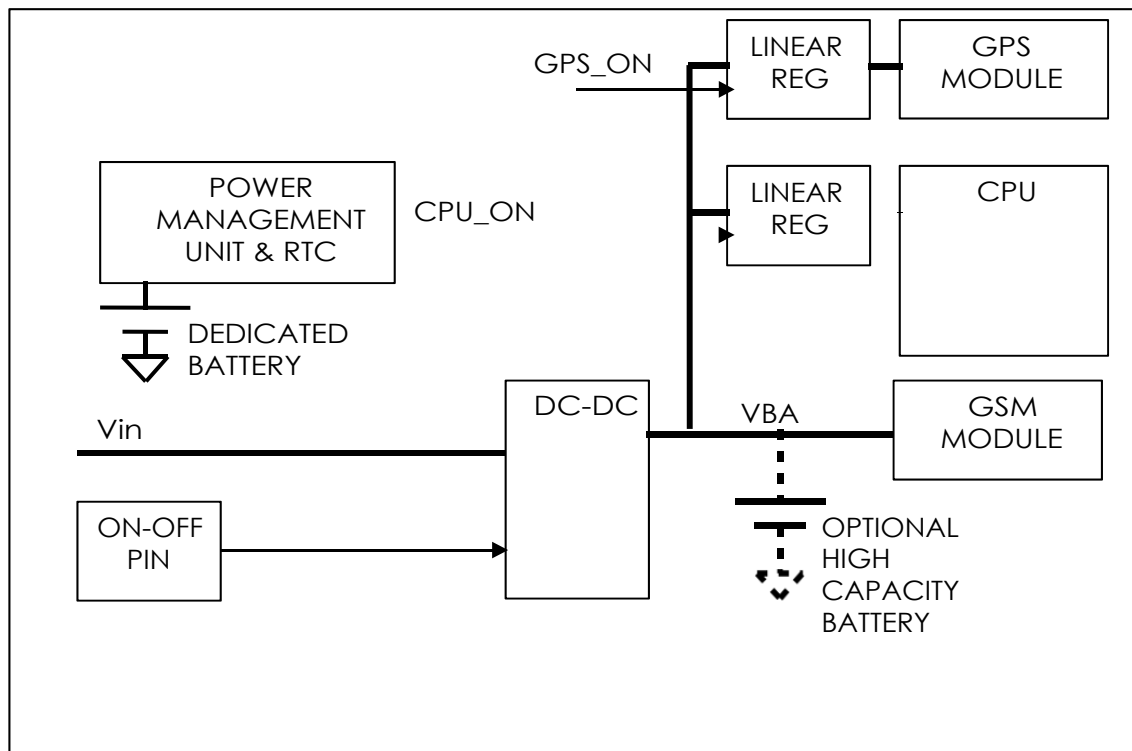 GPS_ON
LINEAR
REG
GPS
MODULE
POWER
MANAGEMENT
UNIT & RTC
CPU_ON
LINEAR
REG
CPU
DEDICATED
BATTERY
Vin
DC-DC
VBA
GSM
MODULE
ON-OFF
PIN
OPTIONAL
HIGH
CAPACITY
BATTERY